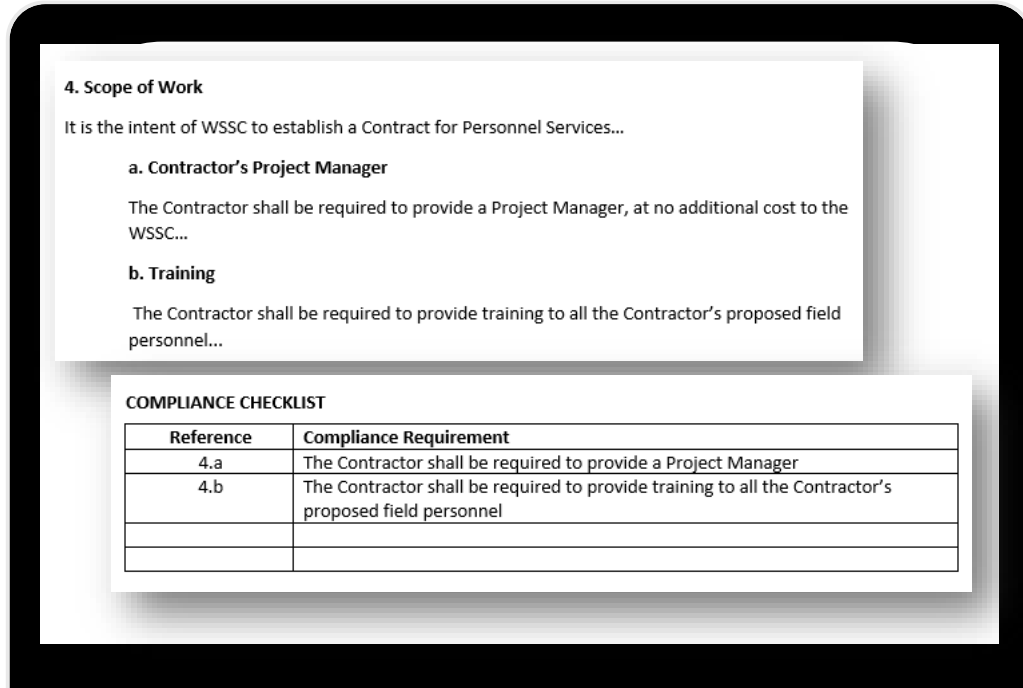 4. Scope of Work
It is the intent of WSSC to establish a Contract for Personnel Services...
a. Contractor's Project Manager
The Contractor shall be required to provide a Project Manager, at no additional cost to the
WSSC...
b. Training
The Contractor shall be required to provide training to all the Contractor's proposed field
personnel...
COMPLIANCE CHECKLIST
Reference Compliance Requirement
4.a The Contractor shall be required to provide a Project Manager
4.b The Contractor shall be required to provide training to all the Contractor's
proposed field personnel